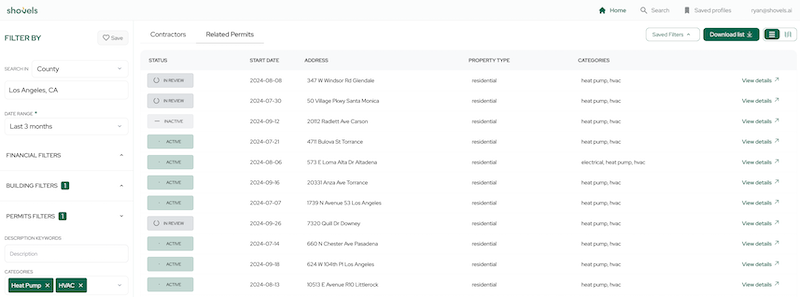 shovels
Home
Search
Saved profiles
ryan@shovels.ai
FILTER BY
Save
SEARCH IN
County
Los Angeles, CA
DATE RANGE *
Last 3 months
FINANCIAL FILTERS
BUILDING FILTERS 1
PERMITS FILTERS 1
DESCRIPTION KEYWORDS
Description
CATEGORIES
Heat Pump ×
HVAC ×
Contractors
Related Permits
Saved Filters
Download list
STATUS START DATE ADDRESS PROPERTY TYPE CATEGORIES
IN REVIEW 2024-08-08 347 W Windsor Rd Glendale residential heat pump, hvac View details
IN REVIEW 2024-07-30 50 Village Pkwy Santa Monica residential heat pump, hvac View details
INACTIVE 2024-09-12 20112 Radlett Ave Carson residential heat pump, hvac View details
ACTIVE 2024-07-21 4711 Bulova St Torrance residential heat pump, hvac View details
ACTIVE 2024-08-06 573 E Loma Alta Dr Altadena residential electrical, heat pump, hvac View details
ACTIVE 2024-09-16 20331 Anza Ave Torrance residential heat pump, hvac View details
ACTIVE 2024-07-07 1739 N Avenue 53 Los Angeles residential heat pump, hvac View details
IN REVIEW 2024-09-26 7320 Quill Dr Downey residential heat pump, hvac View details
ACTIVE 2024-07-14 660 N Chester Ave Pasadena residential heat pump, hvac View details
ACTIVE 2024-09-18 624 W 104th Pl Los Angeles residential heat pump, hvac View details
ACTIVE 2024-08-13 10513 E Avenue R10 Littlerock residential heat pump, hvac View details